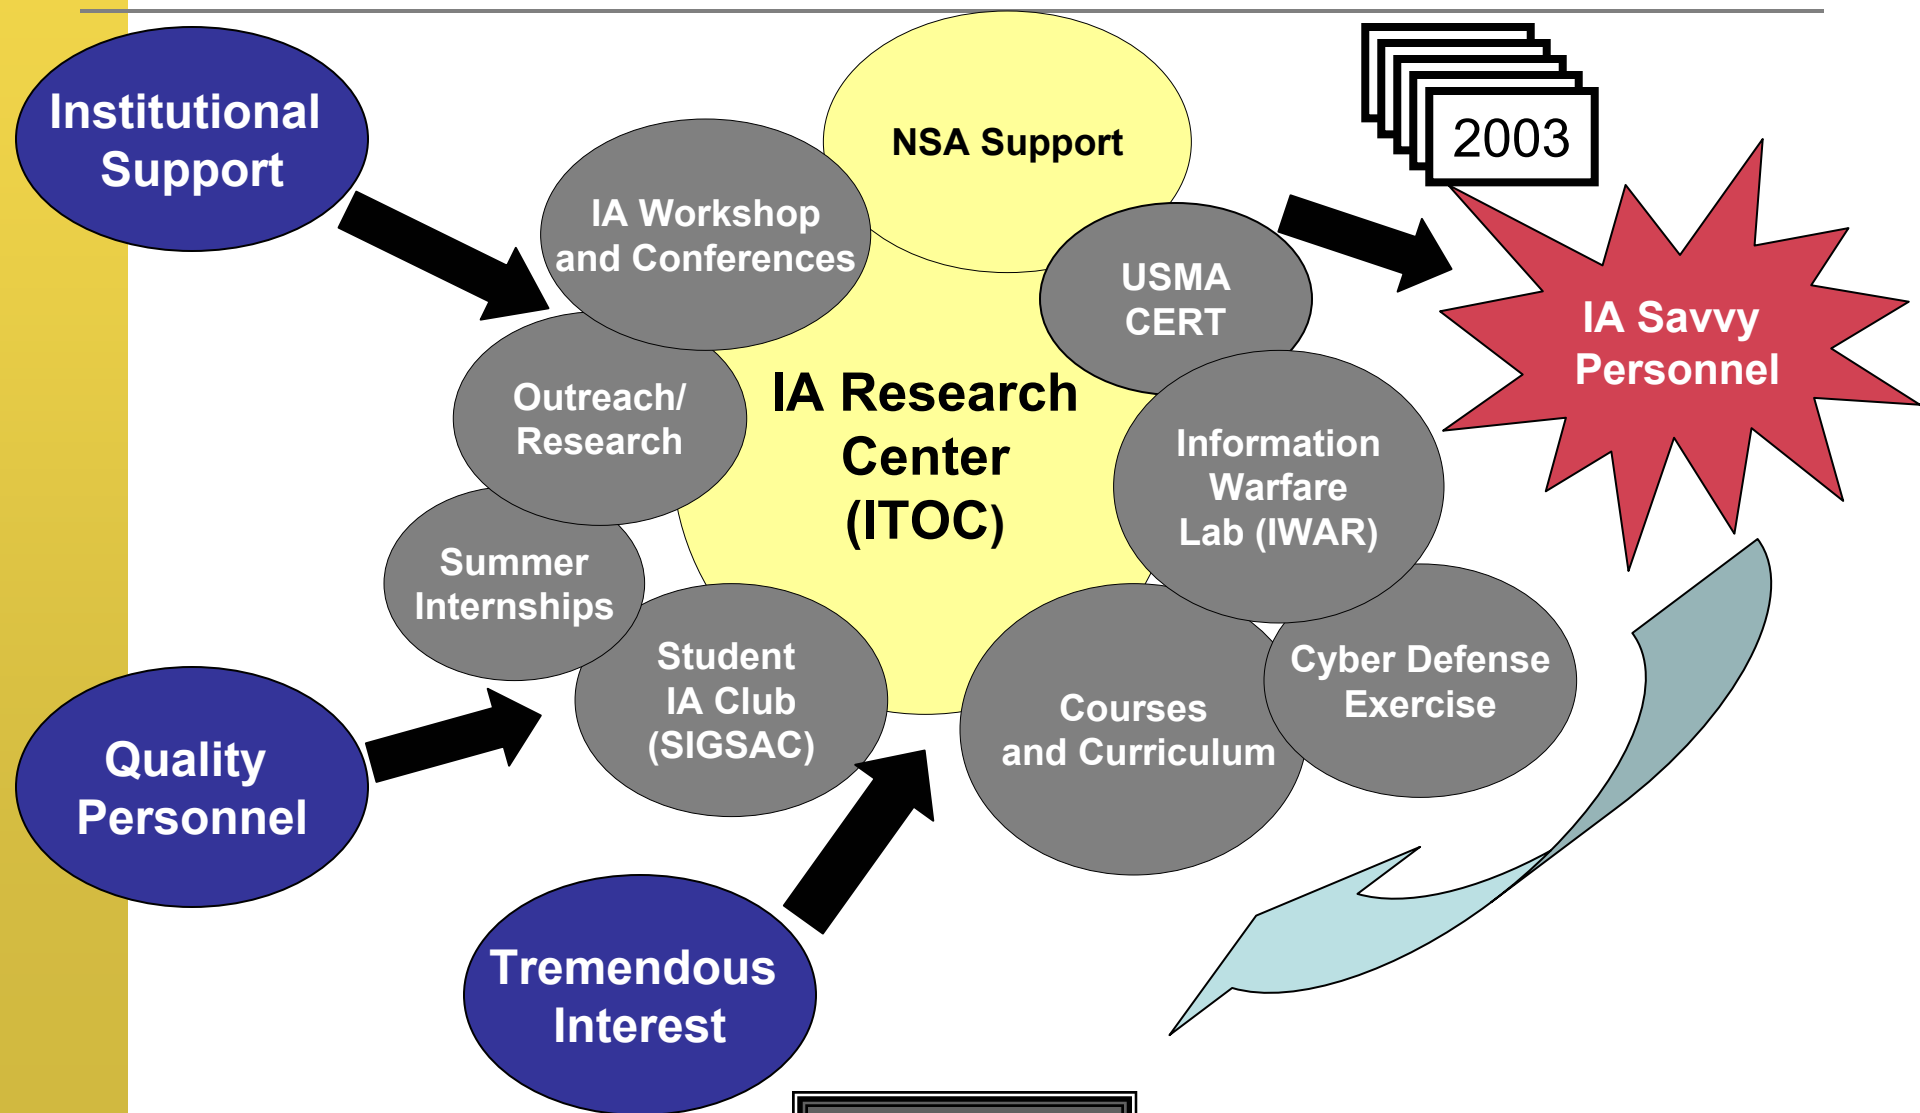 Institutional
Support
NSA Support
2003
IA Workshop
and Conferences
USMA
CERT
IA Savvy
Personnel
Outreach/
Research
IA Research
Center
(ITOC)
Information
Warfare
Lab (IWAR)
Summer
Internships
Student
IA Club
(SIGSAC)
Courses
and Curriculum
Cyber Defense
Exercise
Quality
Personnel
Tremendous
Interest